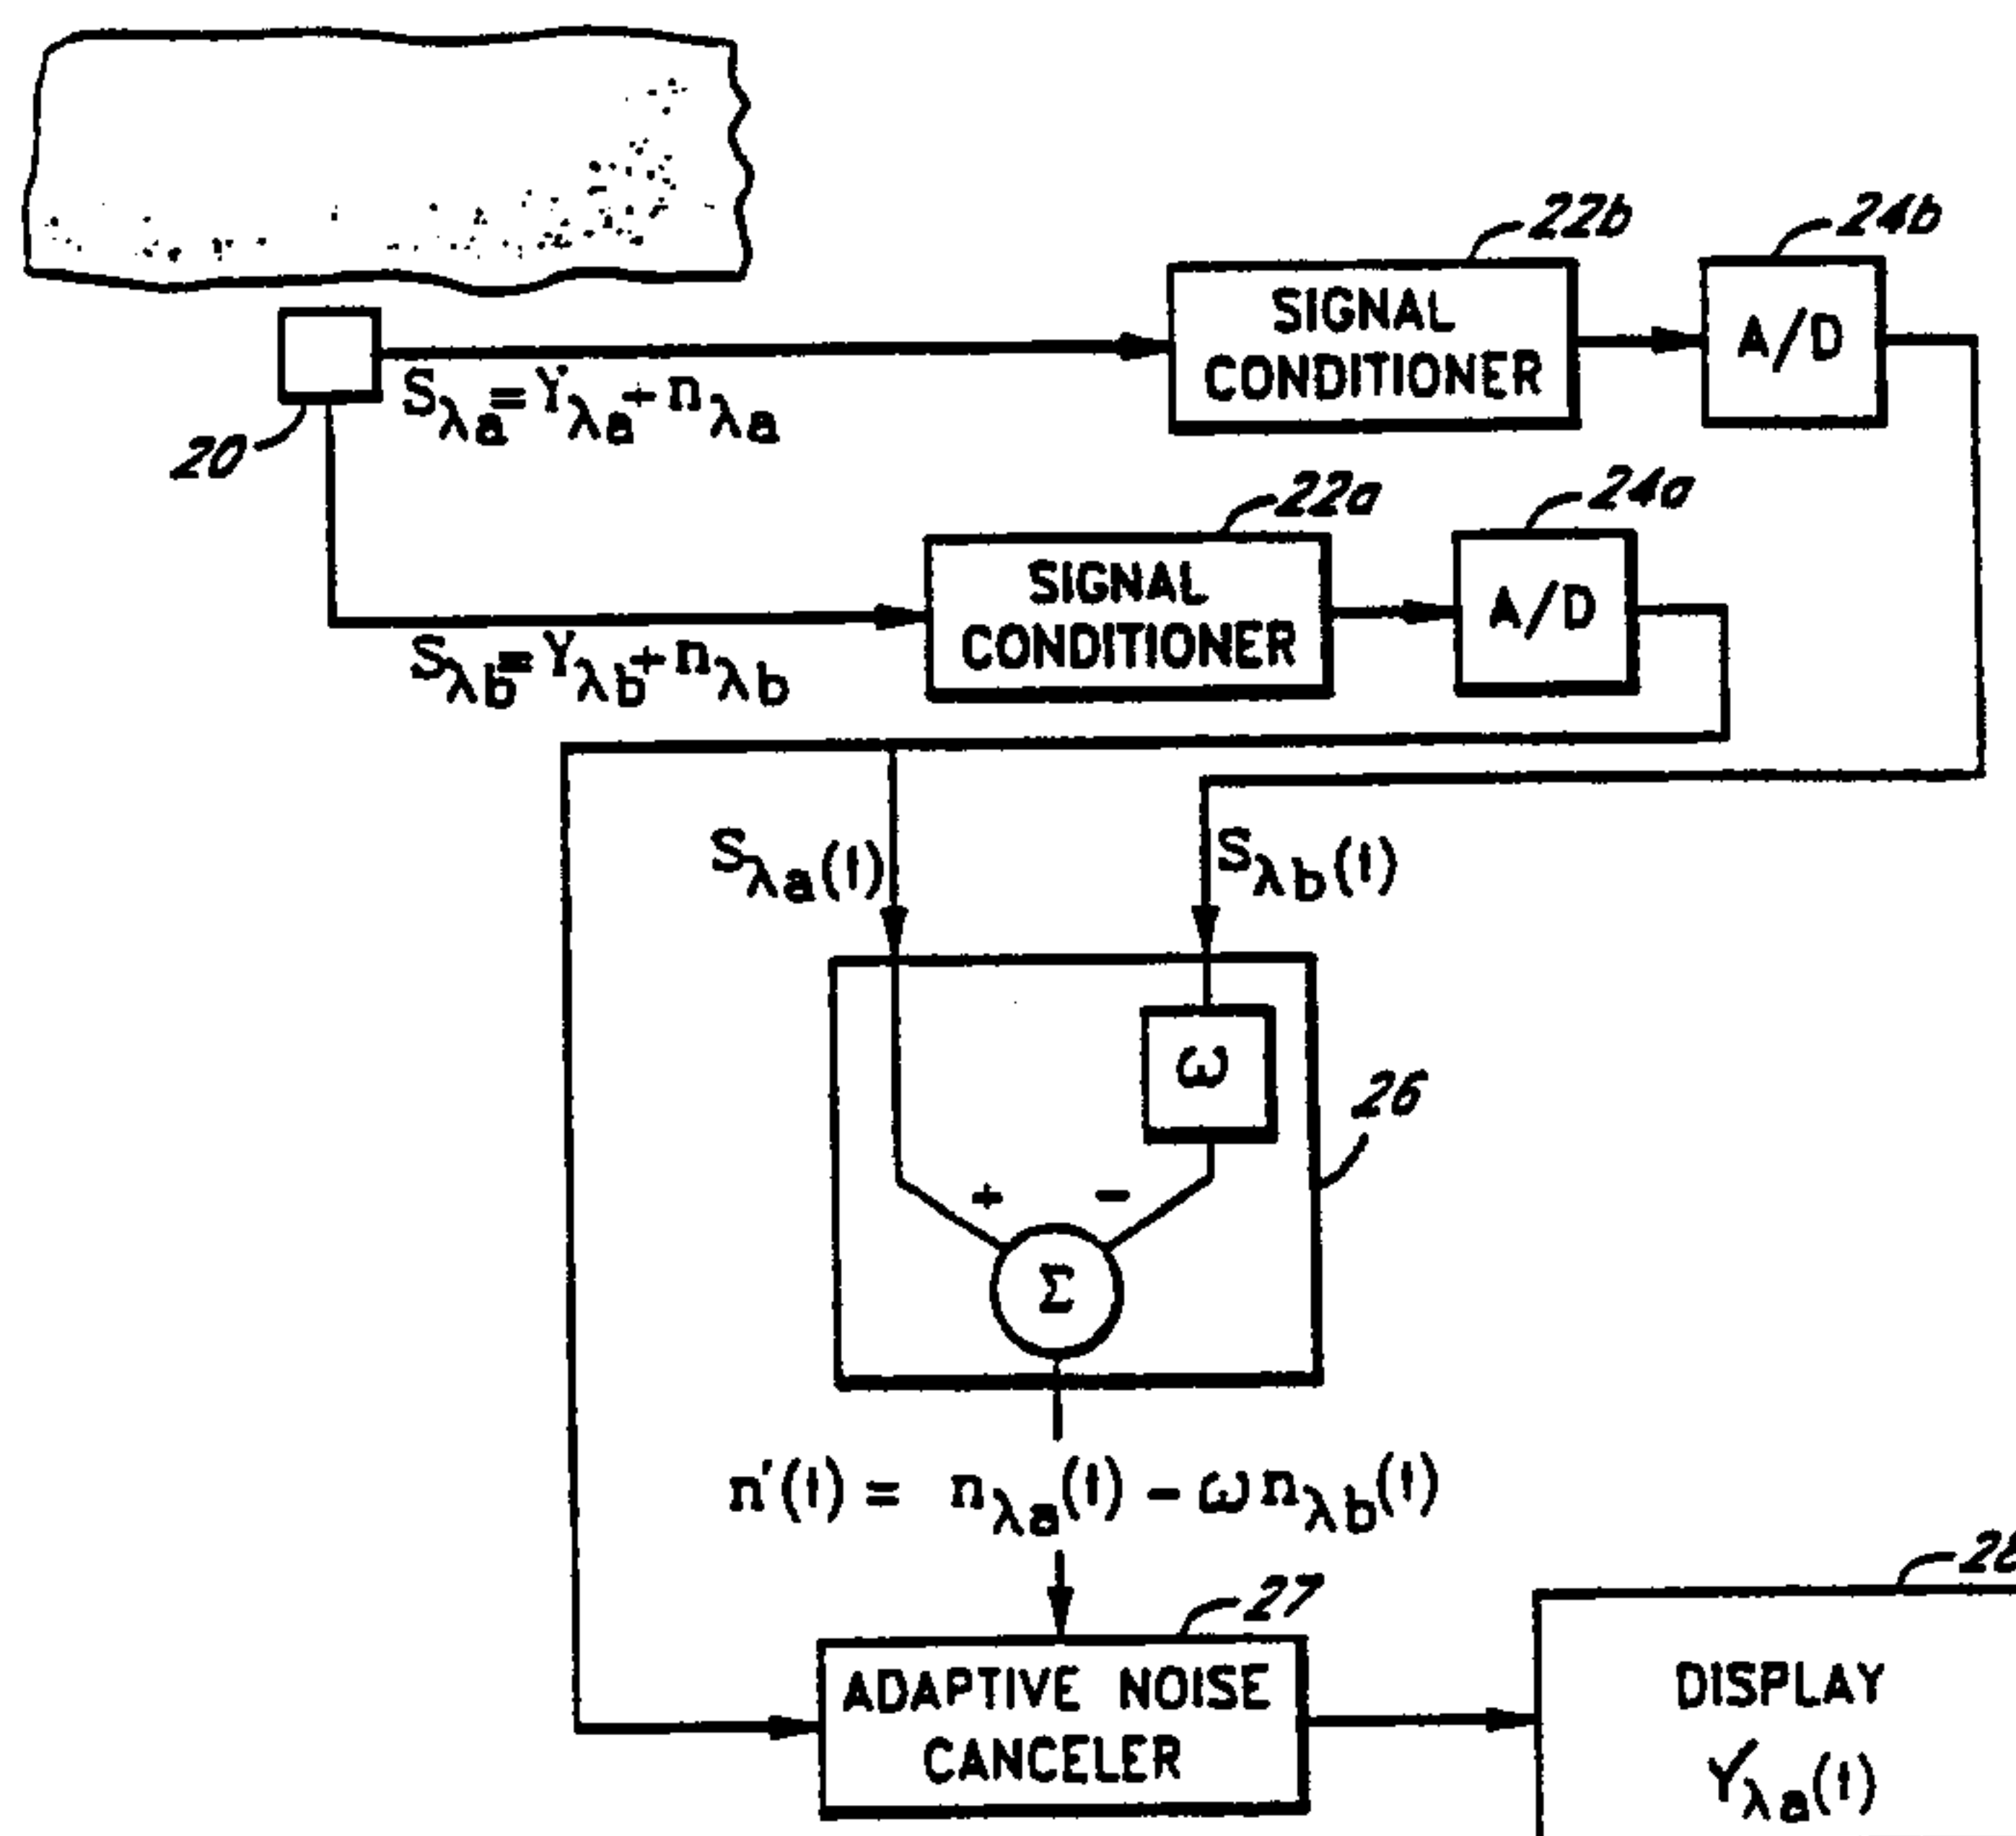 22b
24b
SIGNAL
CONDITIONER
A/D
Sλa=Yλa+nλa
20
22a
24a
SIGNAL
CONDITIONER
A/D
Sλb=Yλb+nλb
Sλa(t)
Sλb(t)
ω
26
+
−
Σ
n′(t) = nλa(t) − ωnλb(t)
28
27
ADAPTIVE NOISE
CANCELER
DISPLAY
Yλa(t)